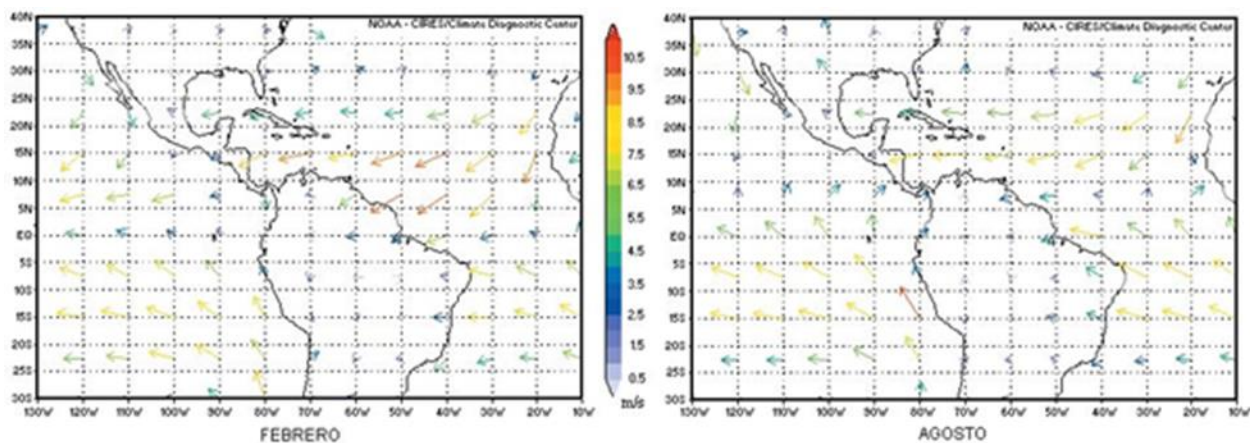 NOAA - CIRES/Climate Diagnostic Center
40N
35N
30N
25N
20N
15N
10N
5N
EQ
5S
10S
15S
20S
25S
30S
130W 120W 110W 100W 90W 80W 70W 60W 50W 40W 30W 20W 10W
FEBRERO
10.5
9.5
8.5
7.5
6.5
5.5
4.5
3.5
2.5
1.5
0.5
m/s
NOAA - CIRES/Climate Diagnostic Center
40N
35N
30N
25N
20N
15N
10N
5N
EQ
5S
10S
15S
20S
25S
30S
130W 120W 110W 100W 90W 80W 70W 60W 50W 40W 30W 20W 10W
AGOSTO